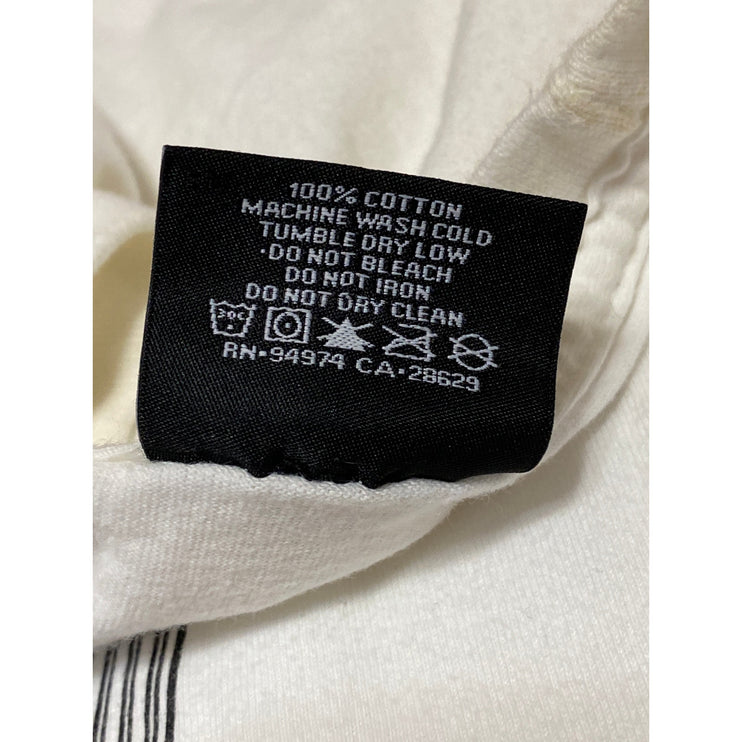 100% COTTON
MACHINE WASH COLD
TUMBLE DRY LOW
·DO NOT BLEACH
DO NOT IRON
DO NOT DRY CLEAN
30C
RN·94974 CA·28629